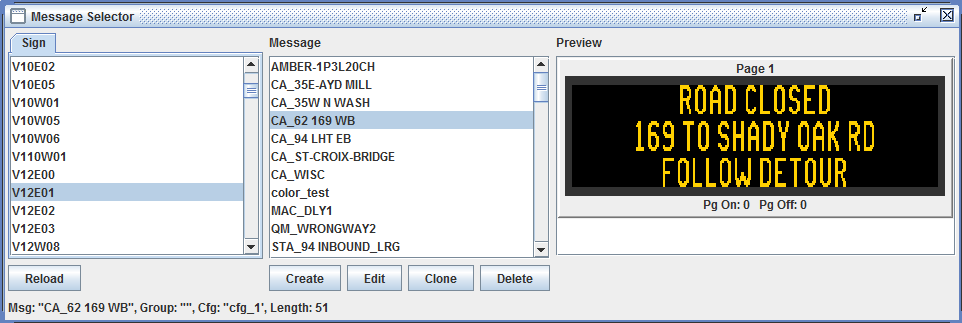 Message Selector
Sign
V10E02
V10E05
V10W01
V10W05
V10W06
V110W01
V12E00
V12E01
V12E02
V12E03
V12W08
Reload
Message
AMBER-1P3L20CH
CA_35E-AYD MILL
CA_35W N WASH
CA_62 169 WB
CA_94 LHT EB
CA_ST-CROIX-BRIDGE
CA_WISC
color_test
MAC_DLY1
QM_WRONGWAY2
STA_94 INBOUND_LRG
Create Edit Clone Delete
Preview
Page 1
ROAD CLOSED
169 TO SHADY OAK RD
FOLLOW DETOUR
Pg On: 0 Pg Off: 0
Msg: "CA_62 169 WB", Group: "", Cfg: "cfg_1', Length: 51